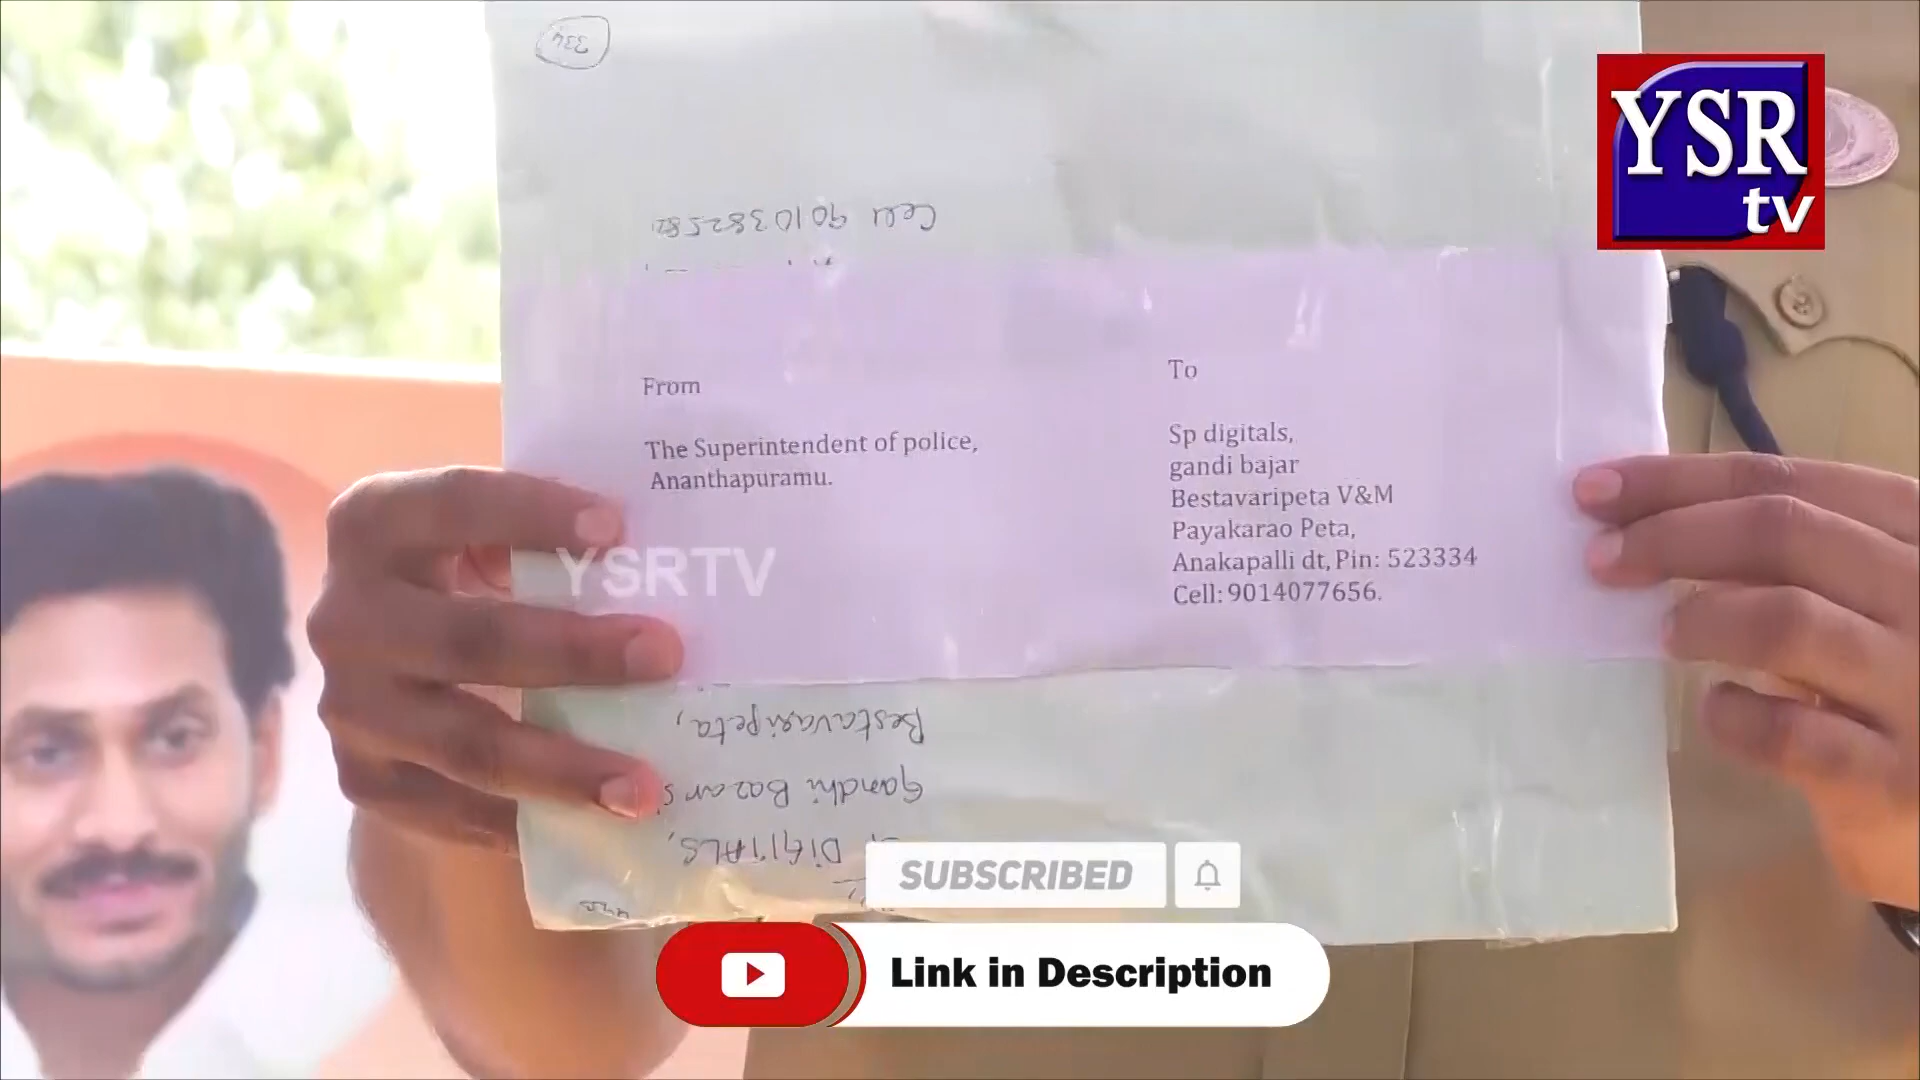 334
Cell 9010382582
From
The Superintendent of police,
Ananthapuramu.
To
Sp digitals,
gandi bajar
Bestavaripeta V&M
Payakarao Peta,
Anakapalli dt, Pin: 523334
Cell: 9014077656.
DIGITALS,
Gandhi Bazar
Bestavaripeta,
YSR
tv
YSRTV
SUBSCRIBED
Link in Description